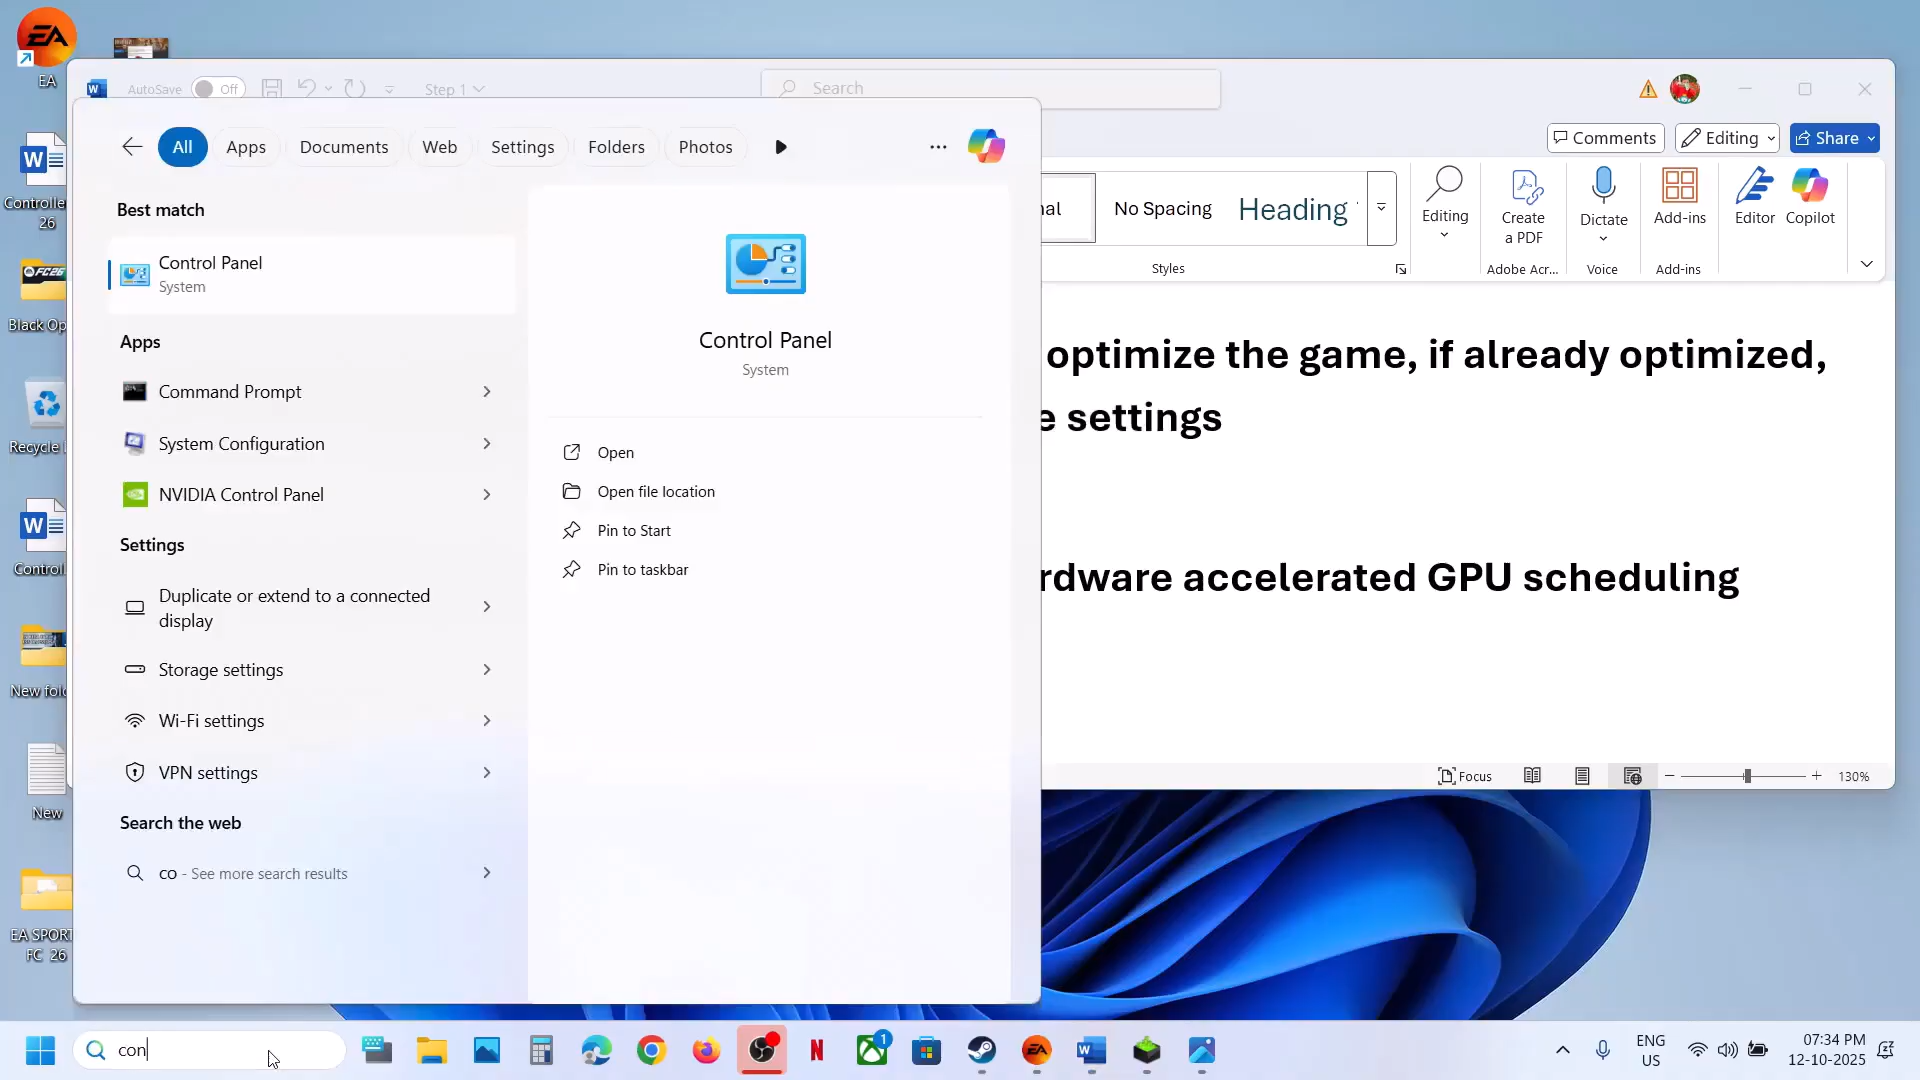 EA
Controlle
26
FC26
Black Op
Recycle
Control
New fold
New
EA SPORT
FC 26
AutoSave
Off
Step 1
Search
Comments
Editing
Share
No Spacing
Heading
Styles
Editing
Create
a PDF
Adobe Acr...
Dictate
Voice
Add-ins
Add-ins
Editor
Copilot
optimize the game, if already optimized,
e settings
rdware accelerated GPU scheduling
Focus
130%
All
Apps
Documents
Web
Settings
Folders
Photos
Best match
Control Panel
System
Apps
Command Prompt
System Configuration
NVIDIA Control Panel
Settings
Duplicate or extend to a connected
display
Storage settings
Wi-Fi settings
VPN settings
Search the web
co - See more search results
Control Panel
System
Open
Open file location
Pin to Start
Pin to taskbar
con
1
ENG
US
07:34 PM
12-10-2025